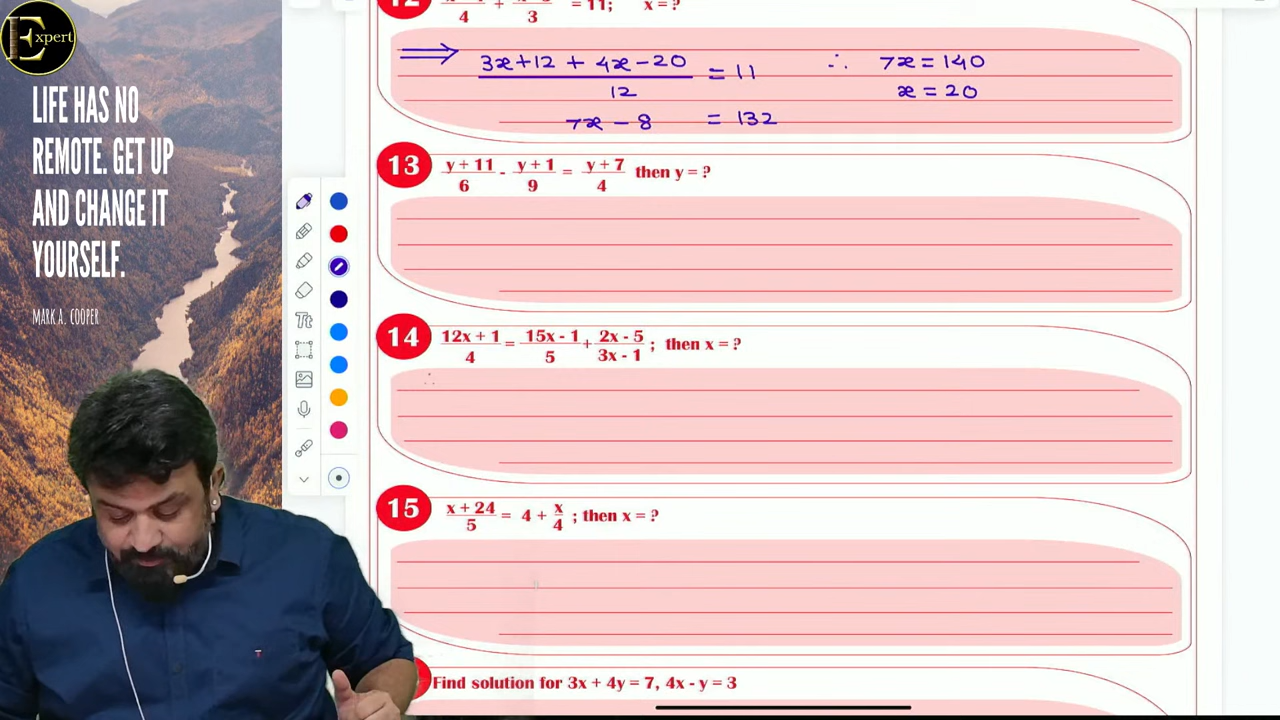 Expert
LIFE HAS NO
REMOTE. GET UP
AND CHANGE IT
YOURSELF.
MARK A. COOPER
4 + 3 = 11; x = ?
⟹ 3x+12 + 4x-20 / 12 = 11 ∴ 7x = 140
x = 20
7x - 8 = 132
13 y + 11 / 6 - y + 1 / 9 = y + 7 / 4 then y = ?
14 12x + 1 / 4 = 15x - 1 / 5 + 2x - 5 / 3x - 1 ; then x = ?
∴
15 x + 24 / 5 = 4 + x / 4 ; then x = ?
Find solution for 3x + 4y = 7, 4x - y = 3
Tt